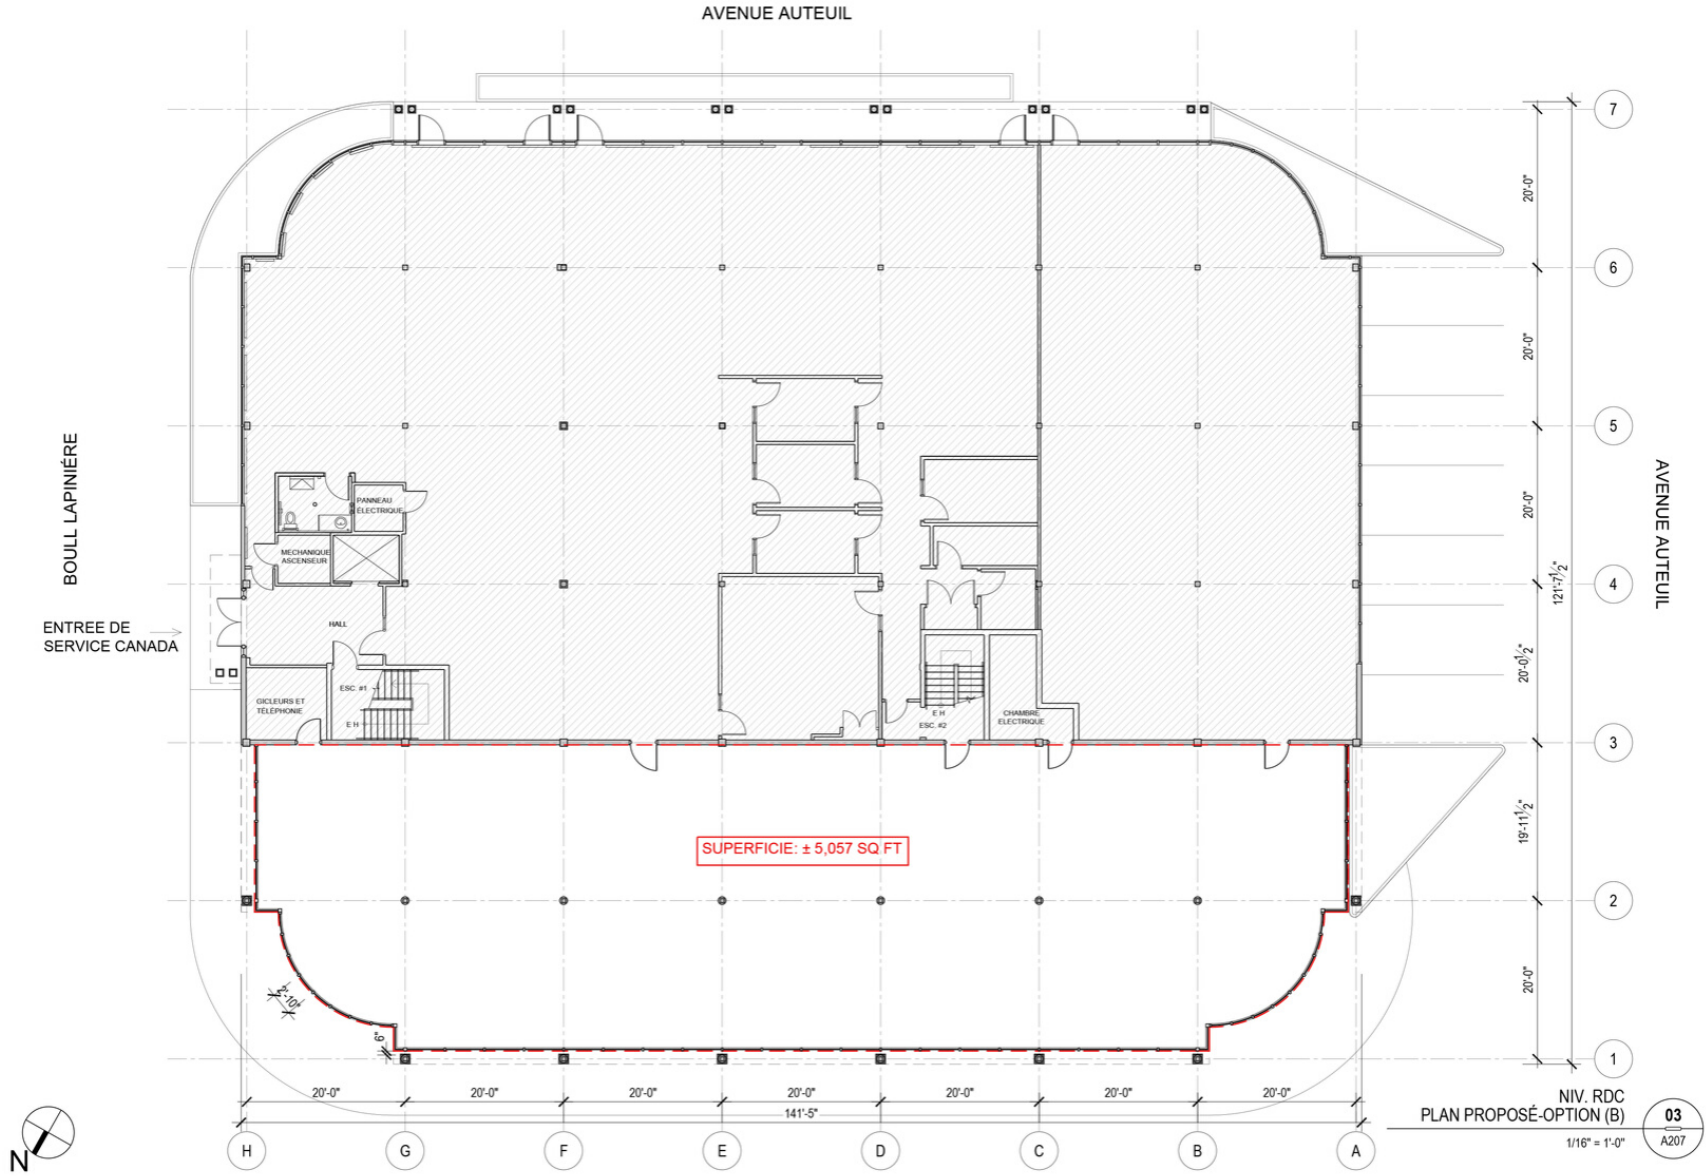 AVENUE AUTEUIL
7
20'-0"
6
20'-0"
5
BOULL LAPINIÈRE
AVENUE AUTEUIL
PANNEAU
ÉLECTRIQUE
20'-0"
MECHANIQUE
ASCENSEUR
4
121'-7½"
HALL
ENTREE DE
SERVICE CANADA
20'-0½"
ESC. #1
GICLEURS ET
TÉLÉPHONIE
E H
E H
ESC. #2
CHAMBRE
ELECTRIQUE
3
19'-11½"
SUPERFICIE: ± 5,057 SQ FT
2
20'-0"
2'-10"
6"
1
20'-0"
20'-0"
20'-0"
20'-0"
20'-0"
20'-0"
20'-0"
141'-5"
NIV. RDC
PLAN PROPOSÉ-OPTION (B)
1/16" = 1'-0"
03
A207
N
H
G
F
E
D
C
B
A